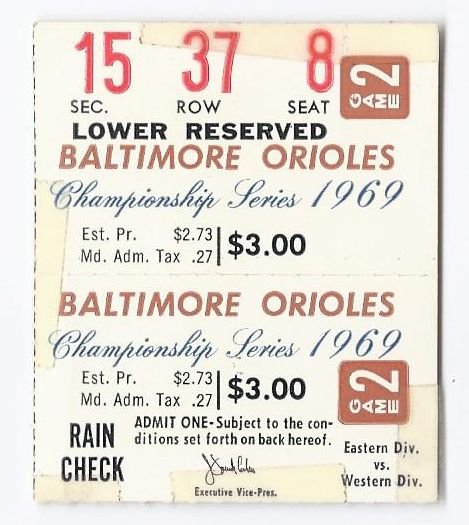 15 37 8
SEC. ROW SEAT
GAME 2
LOWER RESERVED
BALTIMORE ORIOLES
Championship Series 1969
Est. Pr. $2.73
Md. Adm. Tax .27
$3.00
BALTIMORE ORIOLES
Championship Series 1969
Est. Pr. $2.73
Md. Adm. Tax .27
$3.00
GAME 2
RAIN
CHECK
ADMIT ONE-Subject to the con-
ditions set forth on back hereof.
Executive Vice-Pres.
Eastern Div.
vs.
Western Div.